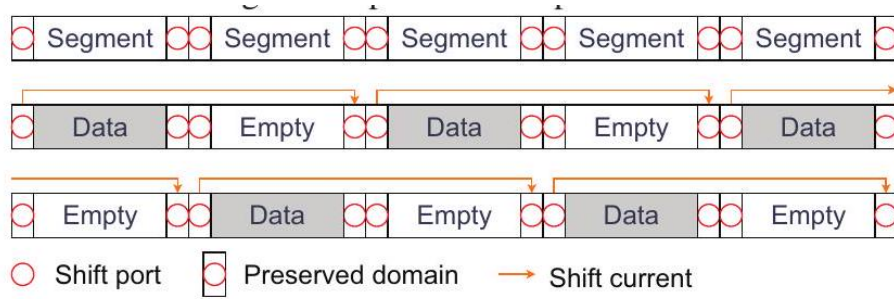 Segment Segment Segment Segment Segment
Data Empty Data Empty Data
Empty Data Empty Data Empty
Shift port Preserved domain Shift current